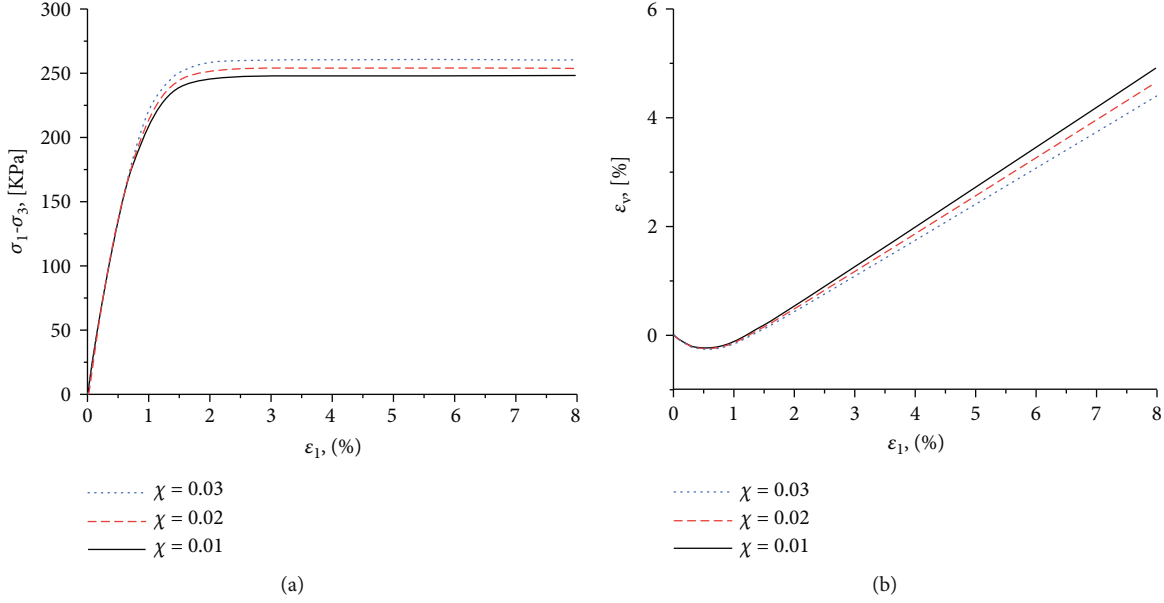 300
250
200
150
100
50
0
σ1-σ3, [KPa]
0 1 2 3 4 5 6 7 8
ε1, (%)
χ = 0.03
χ = 0.02
χ = 0.01
(a)
6
4
2
0
εv, [%]
0 1 2 3 4 5 6 7 8
ε1, (%)
χ = 0.03
χ = 0.02
χ = 0.01
(b)